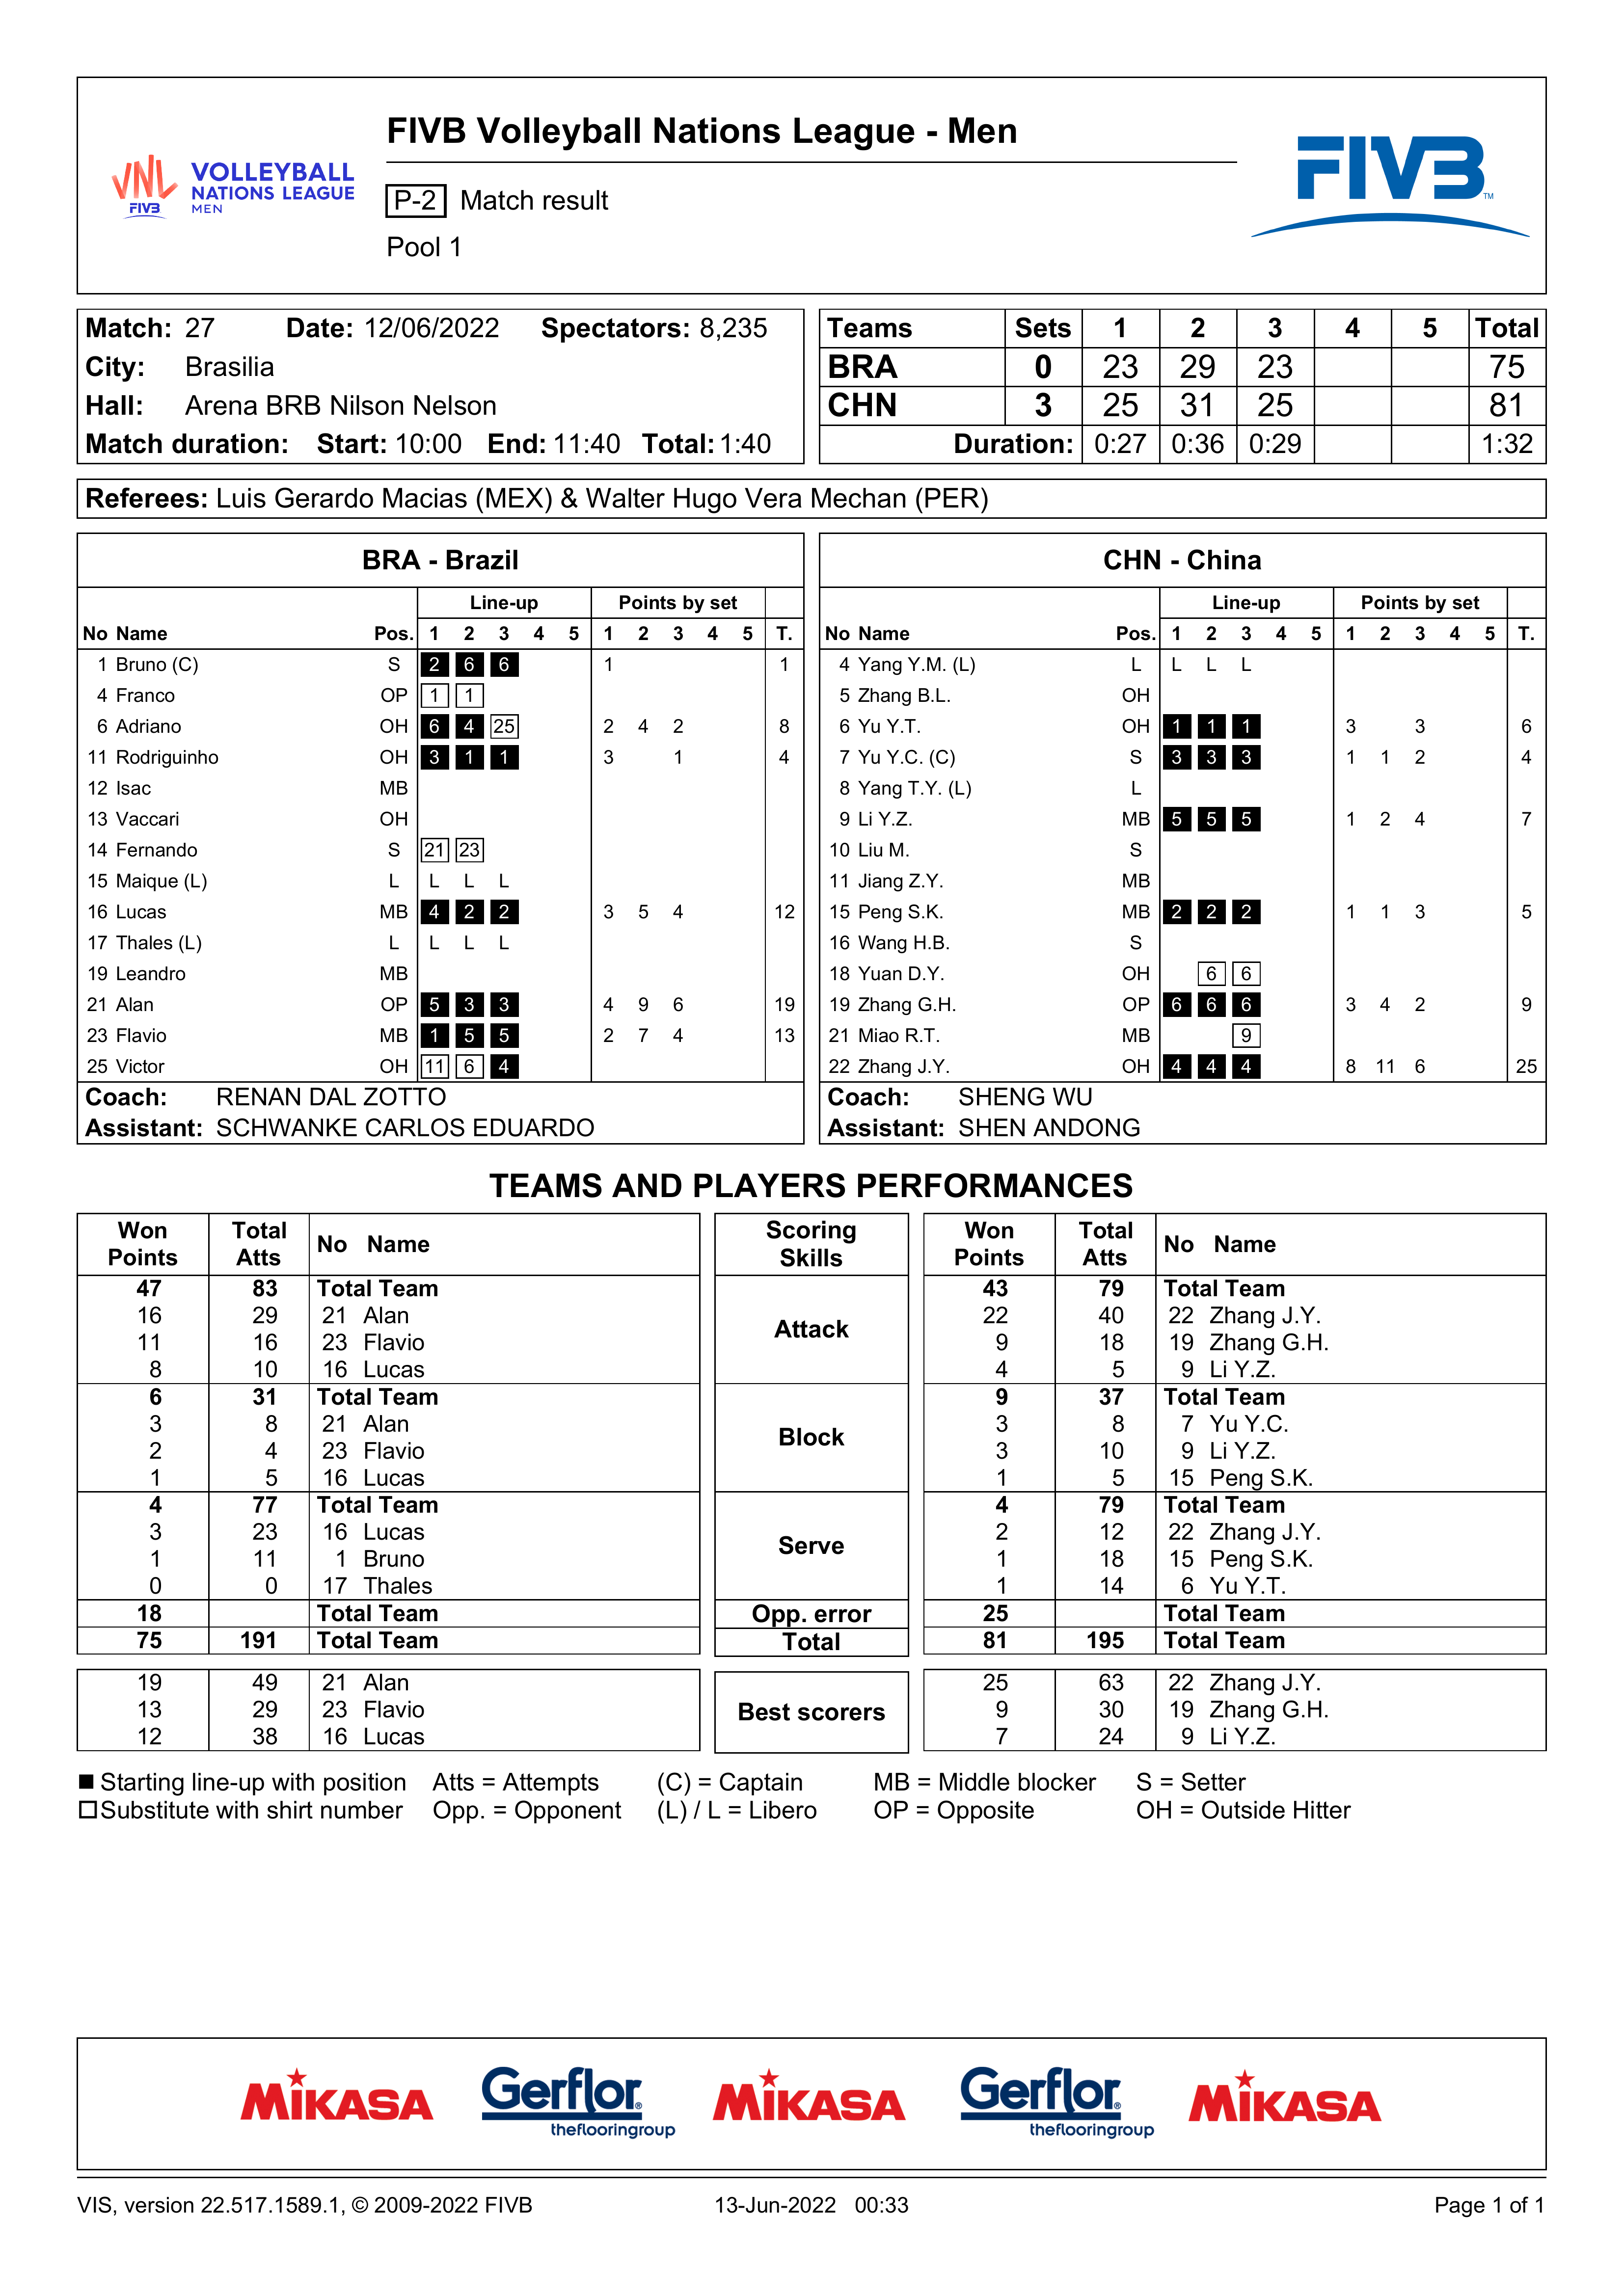 FIVB Volleyball Nations League - Men
VNL FIVB VOLLEYBALL NATIONS LEAGUE MEN
P-2 Match result
Pool 1
FIVB TM
Match: 27 Date: 12/06/2022 Spectators: 8,235
City: Brasilia
Hall: Arena BRB Nilson Nelson
Match duration: Start: 10:00 End: 11:40 Total: 1:40
Teams Sets 1 2 3 4 5 Total
BRA 0 23 29 23 75
CHN 3 25 31 25 81
Duration: 0:27 0:36 0:29 1:32
Referees: Luis Gerardo Macias (MEX) & Walter Hugo Vera Mechan (PER)
BRA - Brazil
Line-up Points by set
No Name Pos. 1 2 3 4 5 1 2 3 4 5 T.
1 Bruno (C) S 2 6 6 1 1
4 Franco OP 1 1
6 Adriano OH 6 4 25 2 4 2 8
11 Rodriguinho OH 3 1 1 3 1 4
12 Isac MB
13 Vaccari OH
14 Fernando S 21 23
15 Maique (L) L L L L
16 Lucas MB 4 2 2 3 5 4 12
17 Thales (L) L L L L
19 Leandro MB
21 Alan OP 5 3 3 4 9 6 19
23 Flavio MB 1 5 5 2 7 4 13
25 Victor OH 11 6 4
Coach: RENAN DAL ZOTTO
Assistant: SCHWANKE CARLOS EDUARDO
CHN - China
Line-up Points by set
No Name Pos. 1 2 3 4 5 1 2 3 4 5 T.
4 Yang Y.M. (L) L L L L
5 Zhang B.L. OH
6 Yu Y.T. OH 1 1 1 3 3 6
7 Yu Y.C. (C) S 3 3 3 1 1 2 4
8 Yang T.Y. (L) L
9 Li Y.Z. MB 5 5 5 1 2 4 7
10 Liu M. S
11 Jiang Z.Y. MB
15 Peng S.K. MB 2 2 2 1 1 3 5
16 Wang H.B. S
18 Yuan D.Y. OH 6 6
19 Zhang G.H. OP 6 6 6 3 4 2 9
21 Miao R.T. MB 9
22 Zhang J.Y. OH 4 4 4 8 11 6 25
Coach: SHENG WU
Assistant: SHEN ANDONG
TEAMS AND PLAYERS PERFORMANCES
Won Points Total Atts No Name Scoring Skills Won Points Total Atts No Name
47 83 Total Team 43 79 Total Team
16 29 21 Alan 22 40 22 Zhang J.Y.
Attack
11 16 23 Flavio 9 18 19 Zhang G.H.
8 10 16 Lucas 4 5 9 Li Y.Z.
6 31 Total Team 9 37 Total Team
3 8 21 Alan 3 8 7 Yu Y.C.
Block
2 4 23 Flavio 3 10 9 Li Y.Z.
1 5 16 Lucas 1 5 15 Peng S.K.
4 77 Total Team 4 79 Total Team
3 23 16 Lucas 2 12 22 Zhang J.Y.
Serve
1 11 1 Bruno 1 18 15 Peng S.K.
0 0 17 Thales 1 14 6 Yu Y.T.
18 Total Team Opp. error 25 Total Team
75 191 Total Team Total 81 195 Total Team
19 49 21 Alan 25 63 22 Zhang J.Y.
13 29 23 Flavio Best scorers 9 30 19 Zhang G.H.
12 38 16 Lucas 7 24 9 Li Y.Z.
Starting line-up with position Atts = Attempts (C) = Captain MB = Middle blocker S = Setter
Substitute with shirt number Opp. = Opponent (L) / L = Libero OP = Opposite OH = Outside Hitter
MIKASA Gerflor® theflooringgroup MIKASA Gerflor® theflooringgroup MIKASA
VIS, version 22.517.1589.1, © 2009-2022 FIVB 13-Jun-2022 00:33 Page 1 of 1